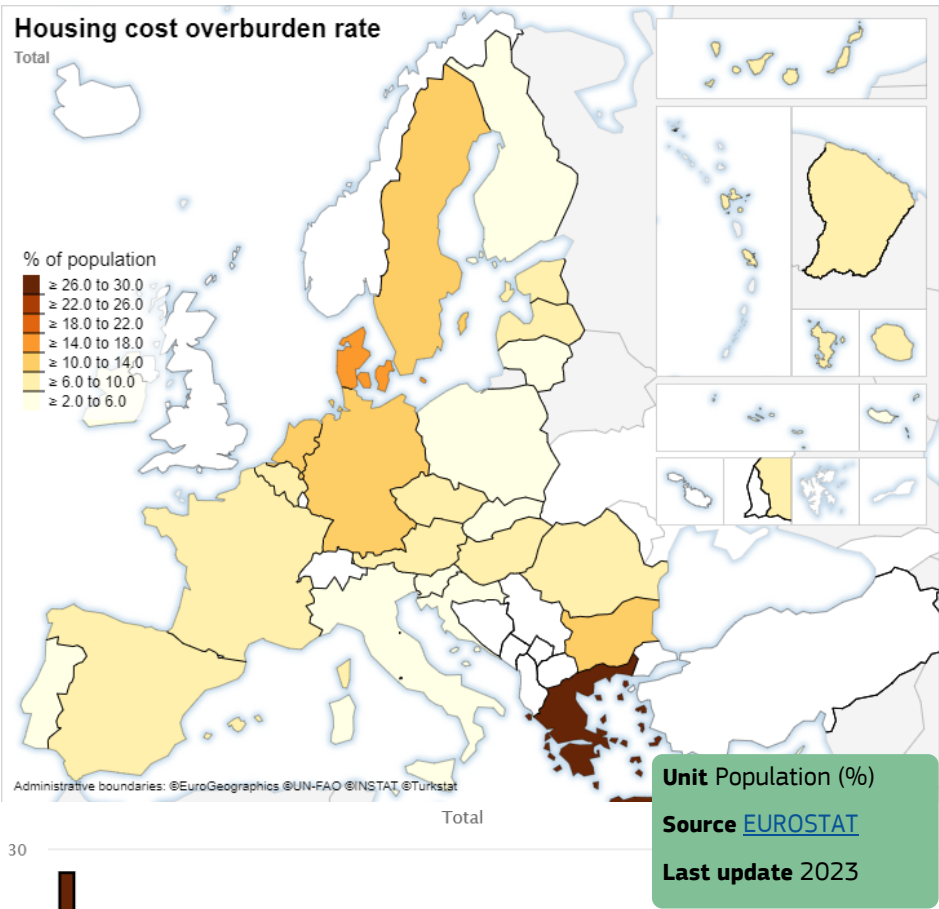 Housing cost overburden rate
Total
% of population
≥ 26.0 to 30.0
≥ 22.0 to 26.0
≥ 18.0 to 22.0
≥ 14.0 to 18.0
≥ 10.0 to 14.0
≥ 6.0 to 10.0
≥ 2.0 to 6.0
Administrative boundaries: ©EuroGeographics ©UN-FAO ©INSTAT ©Turkstat
Unit Population (%)
Source EUROSTAT
Last update 2023
Total
30